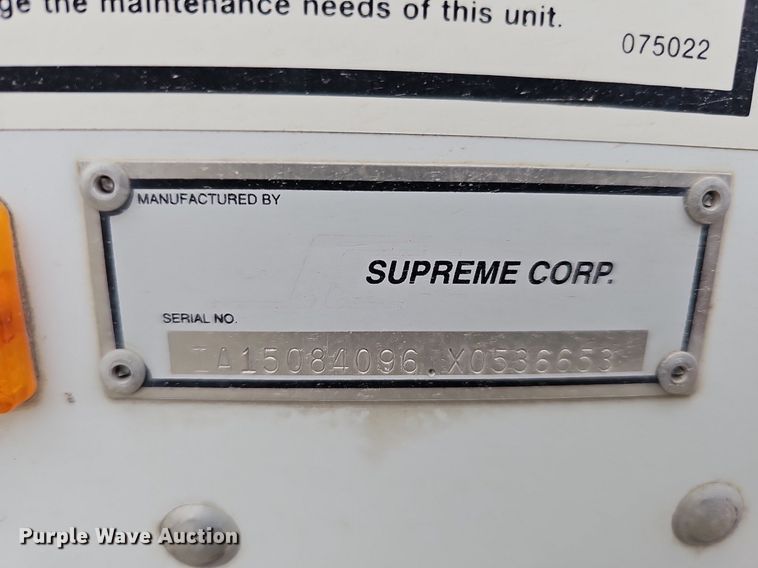 ge the maintenance needs of this unit.
075022
MANUFACTURED BY
SUPREME CORP.
SERIAL NO.
IA15084096 X0536653
Purple Wave Auction